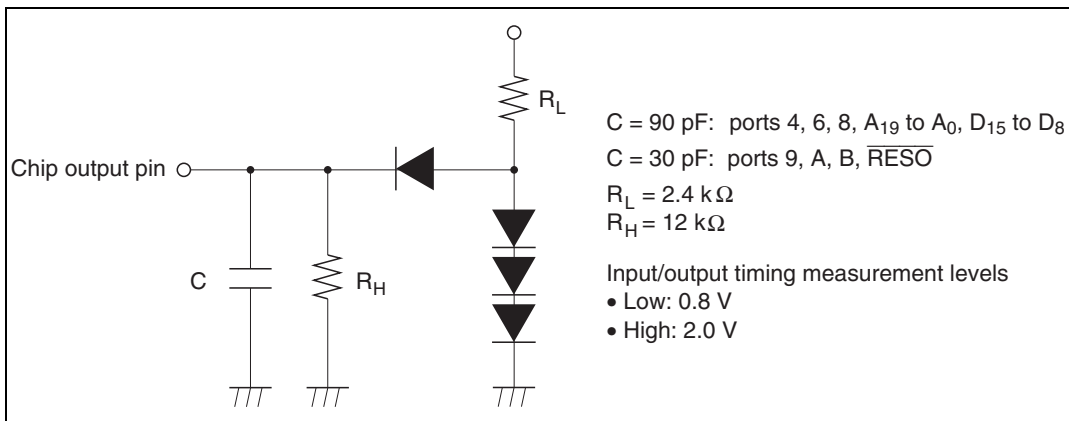 R_L
Chip output pin
C
R_H
C = 90 pF: ports 4, 6, 8, A₁₉ to A₀, D₁₅ to D₈
C = 30 pF: ports 9, A, B, R̅E̅S̅O̅
R_L = 2.4 kΩ
R_H = 12 kΩ
Input/output timing measurement levels
• Low: 0.8 V
• High: 2.0 V